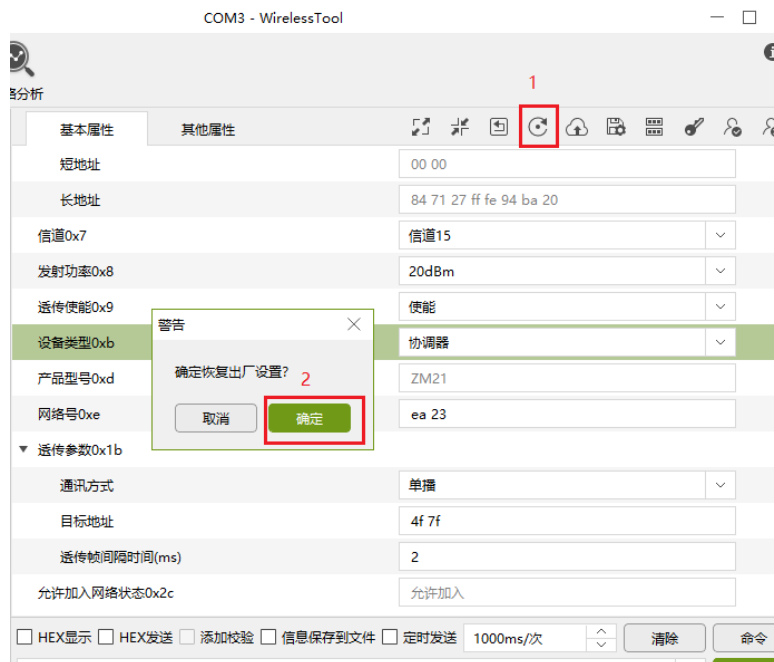 COM3 - WirelessTool
络分析
1
基本属性 其他属性
短地址 00 00
长地址 84 71 27 ff fe 94 ba 20
信道0x7 信道15
发射功率0x8 20dBm
透传使能0x9 使能
设备类型0xb 协调器
产品型号0xd ZM21
网络号0xe ea 23
警告
确定恢复出厂设置?
2
取消 确定
透传参数0x1b
通讯方式 单播
目标地址 4f 7f
透传帧间隔时间(ms) 2
允许加入网络状态0x2c 允许加入
HEX显示 HEX发送 添加校验 信息保存到文件 定时发送 1000ms/次 清除 命令